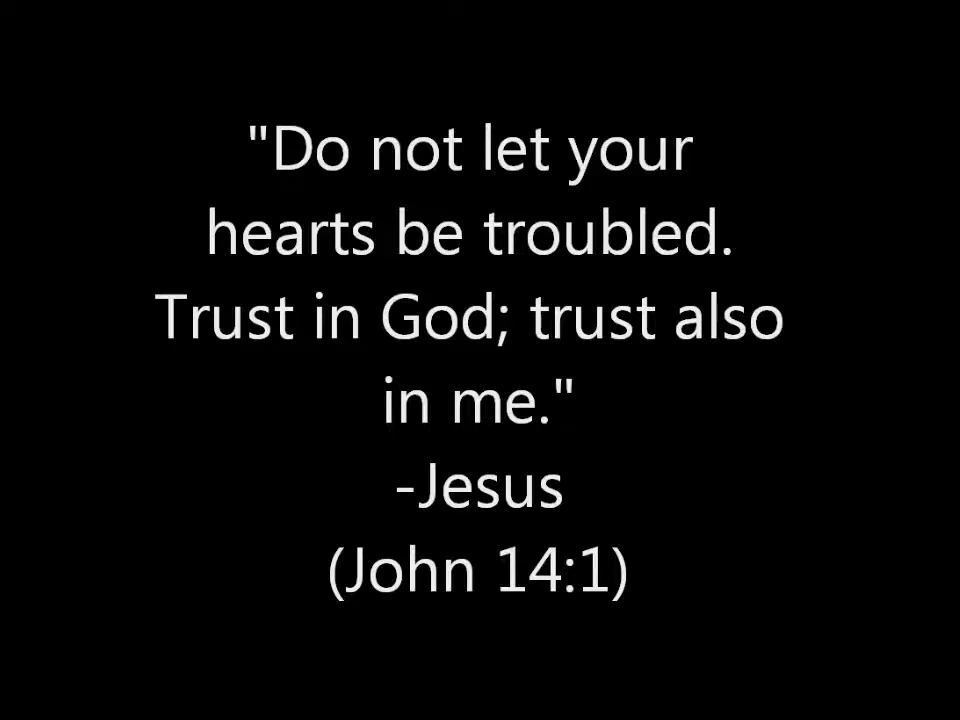 "Do not let your
hearts be troubled.
Trust in God; trust also
in me."
-Jesus
(John 14:1)